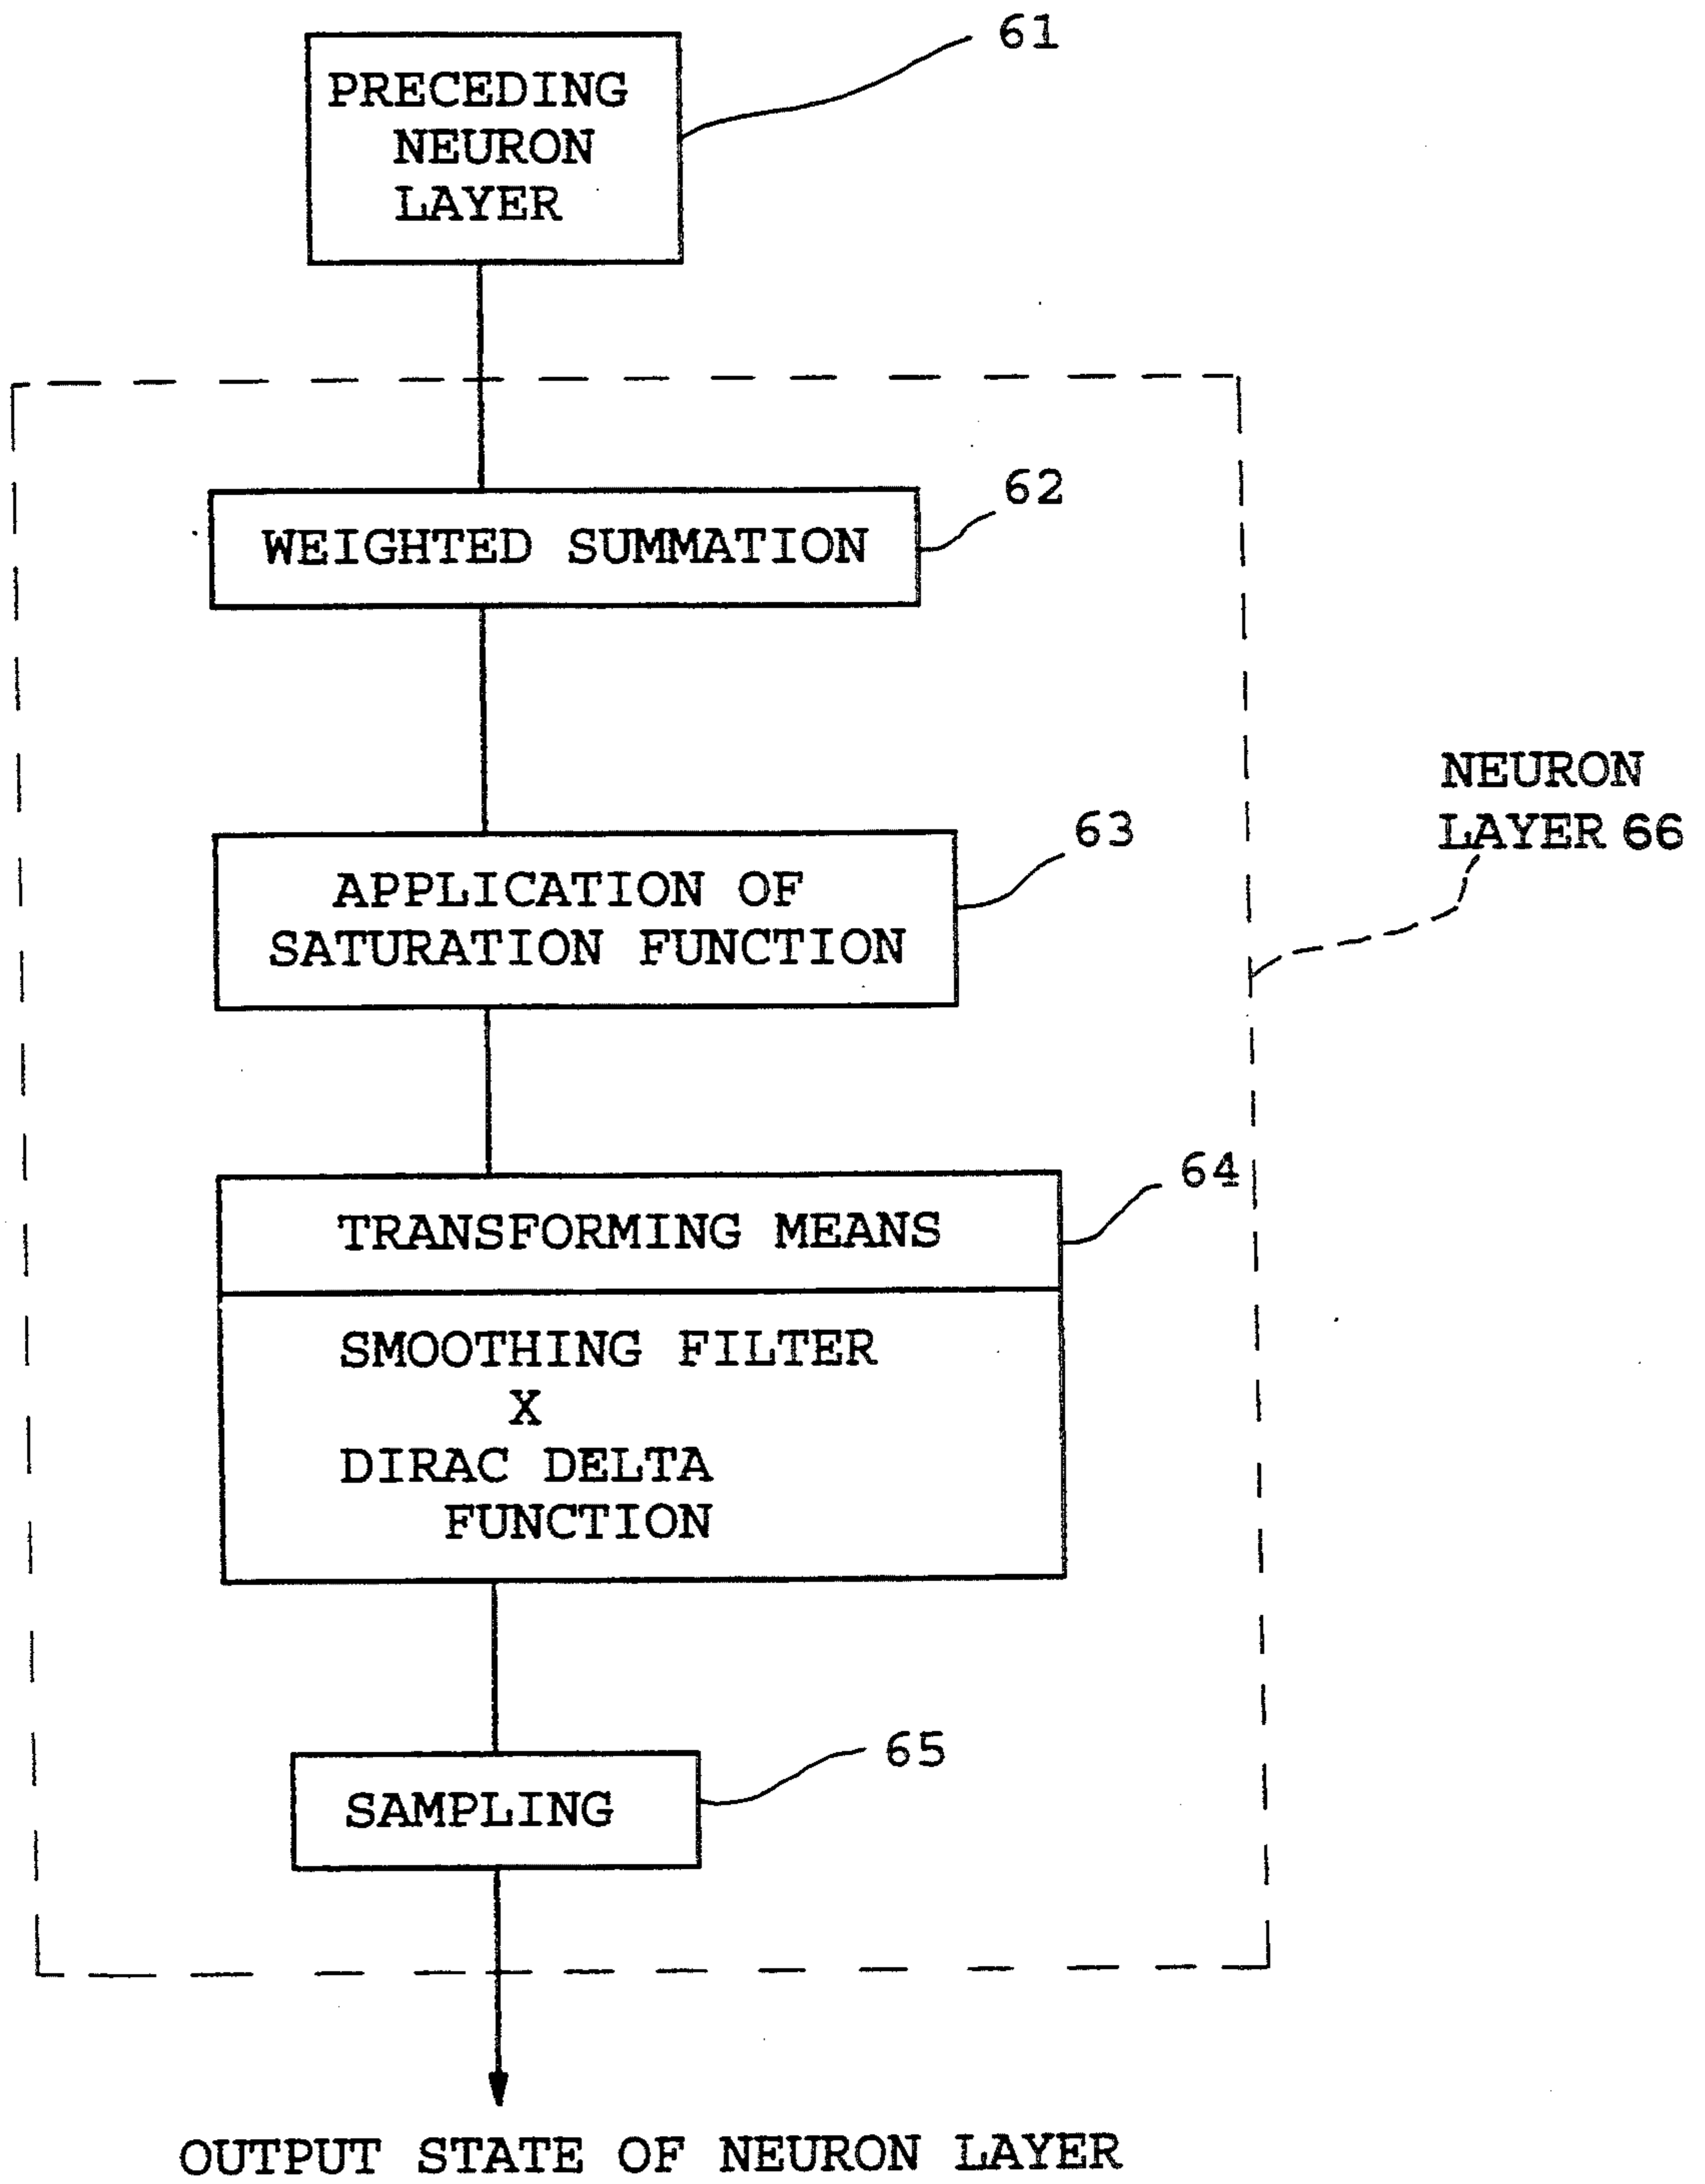 61
PRECEDING
NEURON
LAYER
62
WEIGHTED SUMMATION
63
APPLICATION OF
SATURATION FUNCTION
NEURON
LAYER 66
64
TRANSFORMING MEANS
SMOOTHING FILTER
X
DIRAC DELTA
FUNCTION
65
SAMPLING
OUTPUT STATE OF NEURON LAYER